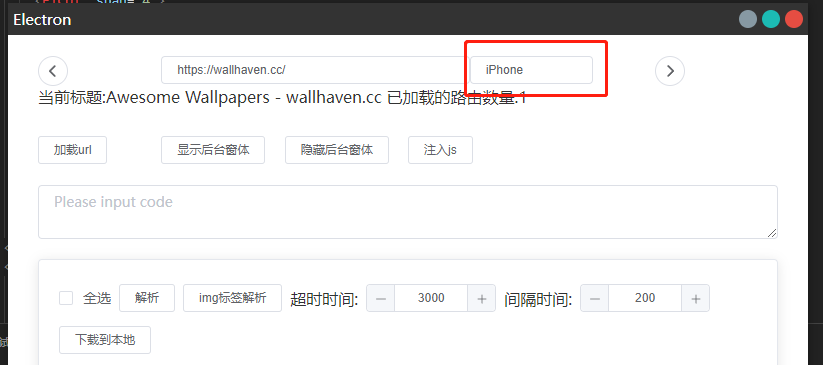 Electron
https://wallhaven.cc/ iPhone
当前标题:Awesome Wallpapers - wallhaven.cc 已加载的路由数量:1
加载url 显示后台窗体 隐藏后台窗体 注入js
Please input code
全选 解析 img标签解析 超时时间: 3000 间隔时间: 200
下载到本地